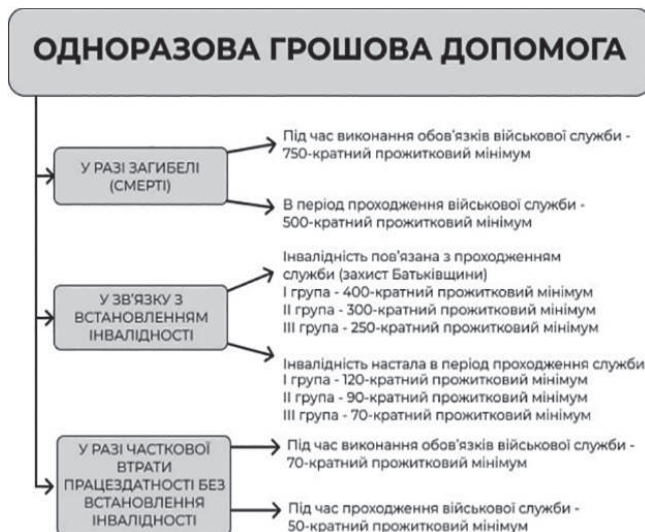 ОДНОРАЗОВА ГРОШОВА ДОПОМОГА
У РАЗІ ЗАГИБЕЛІ
(СМЕРТІ)
Під час виконання обов'язків військової служби -
750-кратний прожитковий мінімум
В період проходження військової служби -
500-кратний прожитковий мінімум
У ЗВ'ЯЗКУ З
ВСТАНОВЛЕННЯМ
ІНВАЛІДНОСТІ
Інвалідність пов'язана з проходженням
служби (захист Батьківщини)
І група - 400-кратний прожитковий мінімум
ІІ група - 300-кратний прожитковий мінімум
ІІІ група - 250-кратний прожитковий мінімум
Інвалідність настала в період проходження служби
І група - 120-кратний прожитковий мінімум
ІІ група - 90-кратний прожитковий мінімум
ІІІ група - 70-кратний прожитковий мінімум
У РАЗІ ЧАСТКОВОЇ
ВТРАТИ
ПРАЦЕЗДАТНОСТІ БЕЗ
ВСТАНОВЛЕННЯ
ІНВАЛІДНОСТІ
Під час виконання обов'язків військової служби -
70-кратний прожитковий мінімум
Під час проходження військової служби -
50-кратний прожитковий мінімум